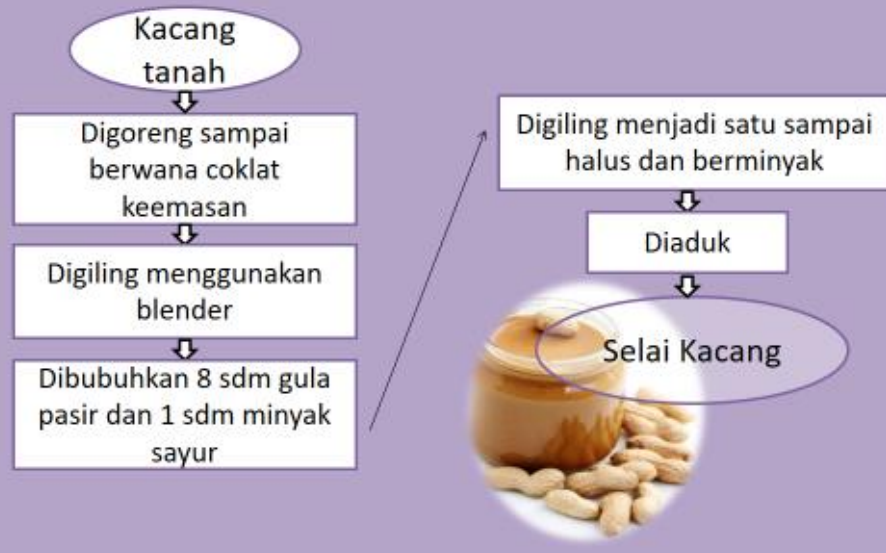 Kacang
tanah
Digoreng sampai
berwana coklat
keemasan
Digiling menggunakan
blender
Dibubuhkan 8 sdm gula
pasir dan 1 sdm minyak
sayur
Digiling menjadi satu sampai
halus dan berminyak
Diaduk
Selai Kacang